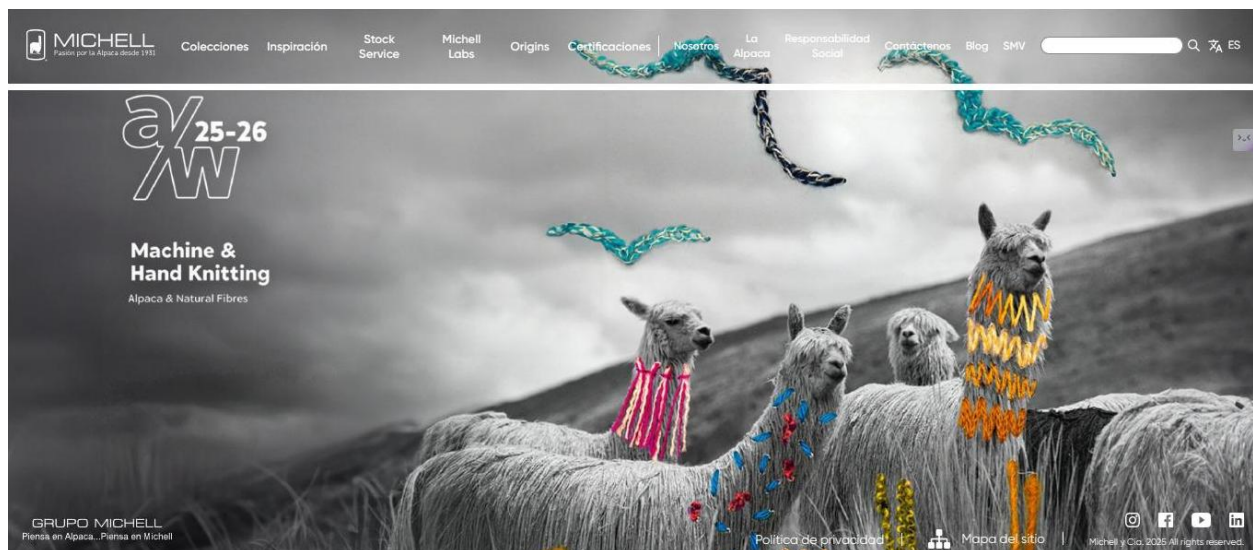 MICHELL
Pasión por la Alpaca desde 1931
Colecciones
Inspiración
Stock
Service
Michell
Labs
Origins
Certificaciones
Nosotros
La
Alpaca
Responsabilidad
Social
Contáctenos
Blog
SMV
ES
a/w 25-26
Machine &
Hand Knitting
Alpaca & Natural Fibres
GRUPO MICHELL
Piensa en Alpaca...Piensa en Michell
Política de privacidad
Mapa del sitio
Michell y Cia. 2025 All rights reserved.